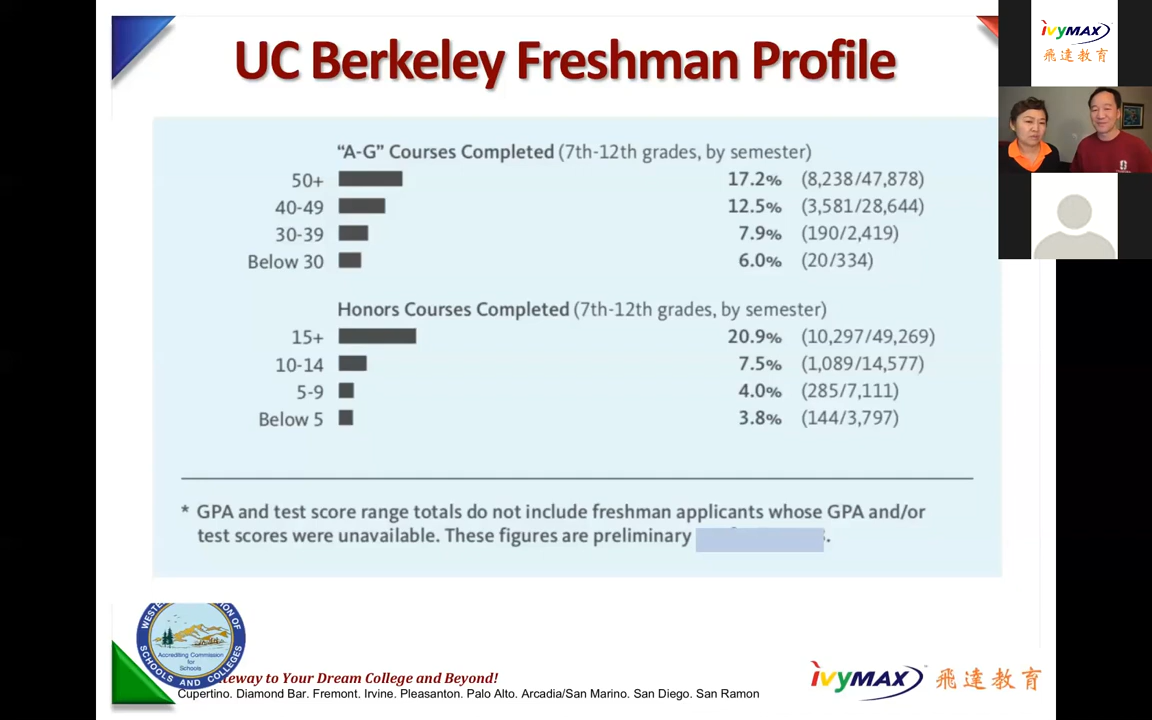 UC Berkeley Freshman Profile
ivyMAX
飛達教育
"A-G" Courses Completed (7th-12th grades, by semester)
50+ 17.2% (8,238/47,878)
40-49 12.5% (3,581/28,644)
30-39 7.9% (190/2,419)
Below 30 6.0% (20/334)
Honors Courses Completed (7th-12th grades, by semester)
15+ 20.9% (10,297/49,269)
10-14 7.5% (1,089/14,577)
5-9 4.0% (285/7,111)
Below 5 3.8% (144/3,797)
* GPA and test score range totals do not include freshman applicants whose GPA and/or
test scores were unavailable. These figures are preliminary
OF
Accrediting Commission
for
Schools
SCHOOLS AND COLLEGES
to Your Dream College and Beyond!
Cupertino. Diamond Bar. Fremont. Irvine. Pleasanton. Palo Alto. Arcadia/San Marino. San Diego. San Ramon
ivyMAX 飛達教育